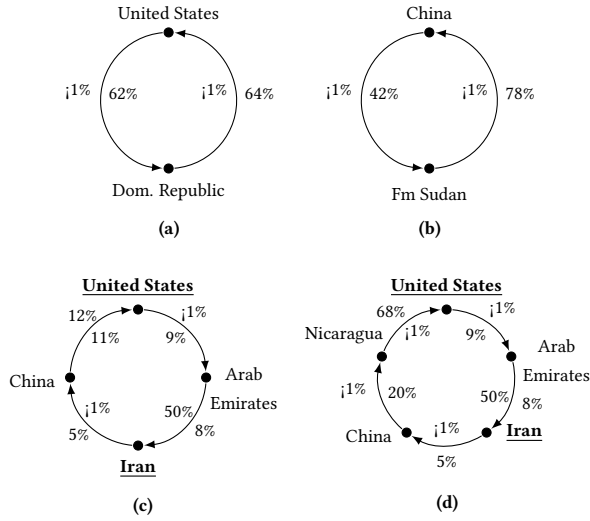 United States
¡1%
62%
¡1%
64%
Dom. Republic
(a)
China
¡1%
42%
¡1%
78%
Fm Sudan
(b)
United States
12%
11%
¡1%
9%
China
Arab
Emirates
¡1%
5%
50%
8%
Iran
(c)
United States
68%
¡1%
¡1%
9%
Nicaragua
Arab
Emirates
¡1%
20%
50%
8%
China
¡1%
5%
Iran
(d)